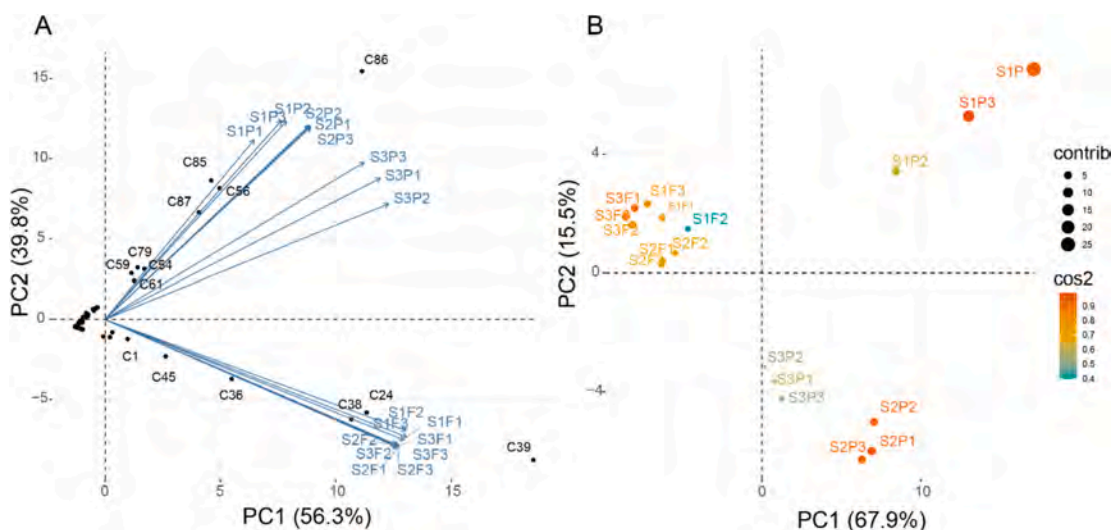 A
C86
15
S1P2
S1P3
S2P2
S1P1
S2P1
S2P3
10
S3P3
C85
S3P1
C56
C87
S3P2
5
C79
C59
C84
C61
0
C1
C45
C36
C38
C24
-5
S1F2
S1F1
S1F3
C39
S2F2
S3F1
S3F2
S3F3
S2F1
S2F3
0
5
10
15
PC1 (56.3%)
PC2 (39.8%)
B
S1P
S1P3
4
S1P2
S1F3
S3F1
S1F1
S1F2
S3F2
S2F1
S2F2
0
S3P2
S3P1
-4
S3P3
S2P2
S2P3
S2P1
0
10
PC1 (67.9%)
PC2 (15.5%)
contrib
5
10
15
20
25
cos2
0.9
0.8
0.7
0.6
0.5
0.4